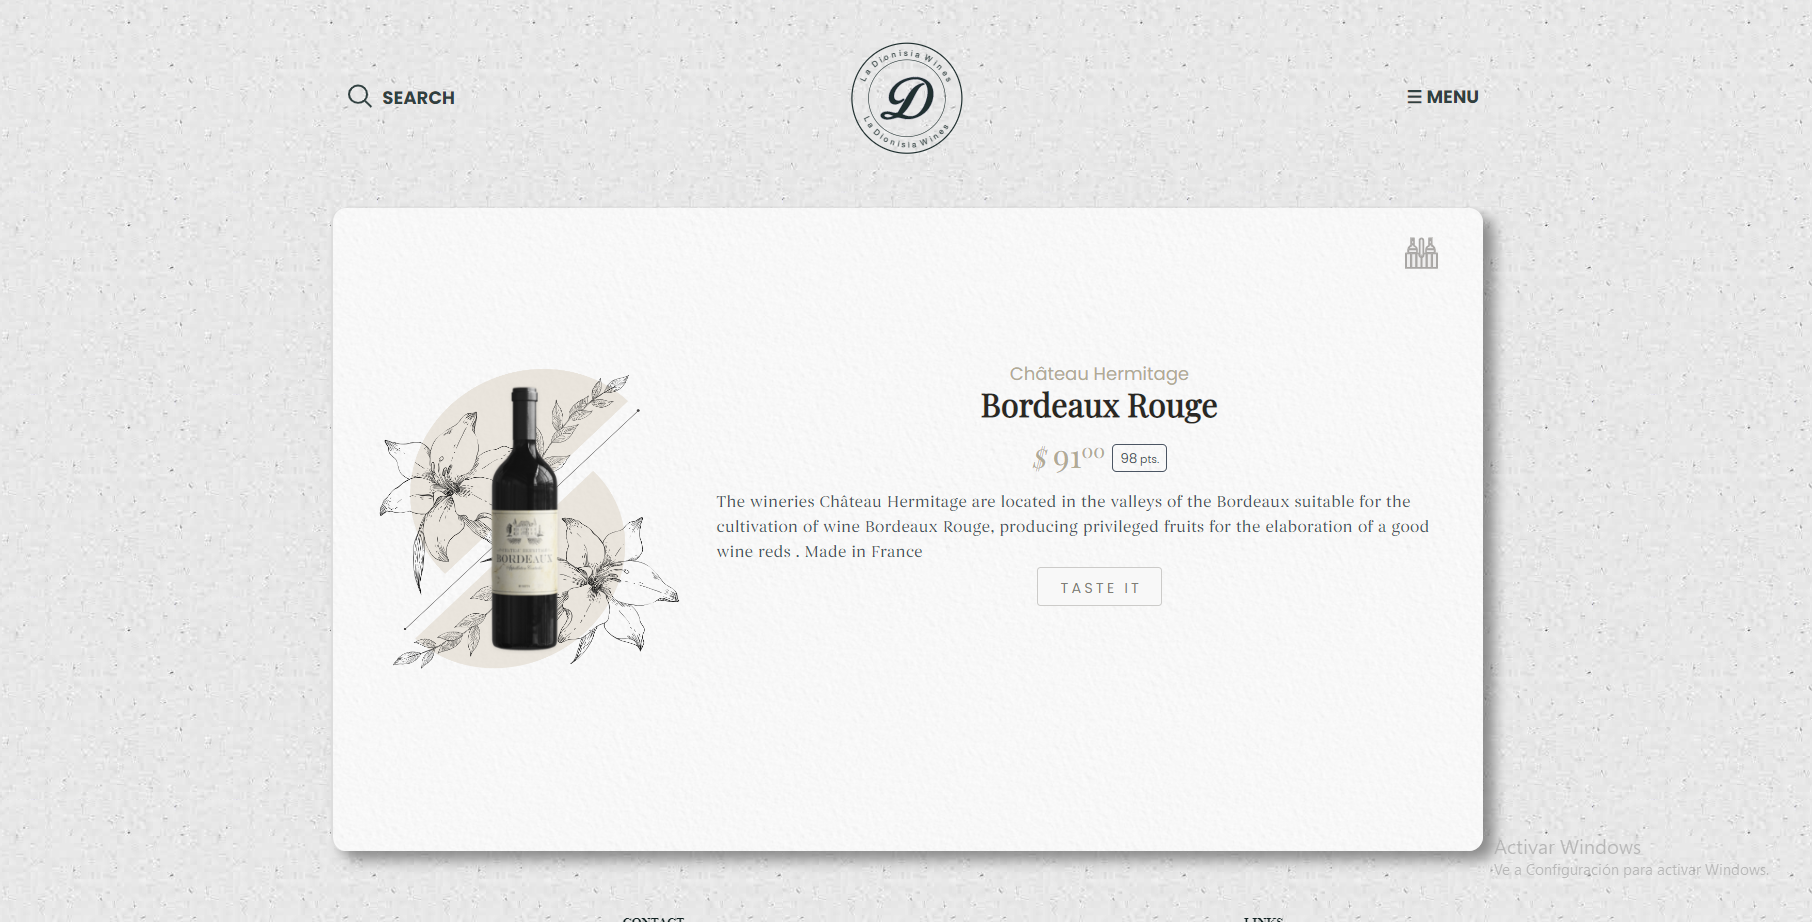 La Dionisia Wines
SEARCH
D
MENU
La Dionisia Wines
Château Hermitage
Bordeaux Rouge
$ 9100 98 pts.
The wineries Château Hermitage are located in the valleys of the Bordeaux suitable for the
cultivation of wine Bordeaux Rouge, producing privileged fruits for the elaboration of a good
wine reds . Made in France
BORDEAUX
TASTE IT
Activar Windows
Ve a Configuración para activar Windows.
CONTACT LINKS